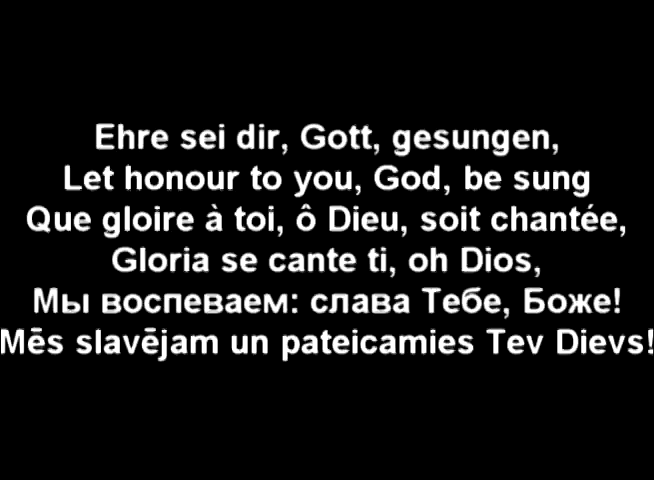 Ehre sei dir, Gott, gesungen,
Let honour to you, God, be sung
Que gloire à toi, ô Dieu, soit chantée,
Gloria se cante ti, oh Dios,
Мы воспеваем: слава Тебе, Боже!
Mēs slavējam un pateicamies Tev Dievs!